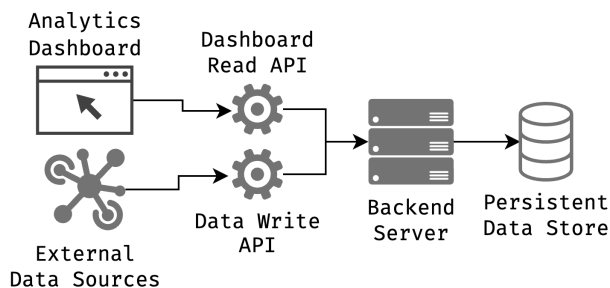 Analytics
Dashboard
Dashboard
Read API
Data Write
API
External
Data Sources
Backend
Server
Persistent
Data Store